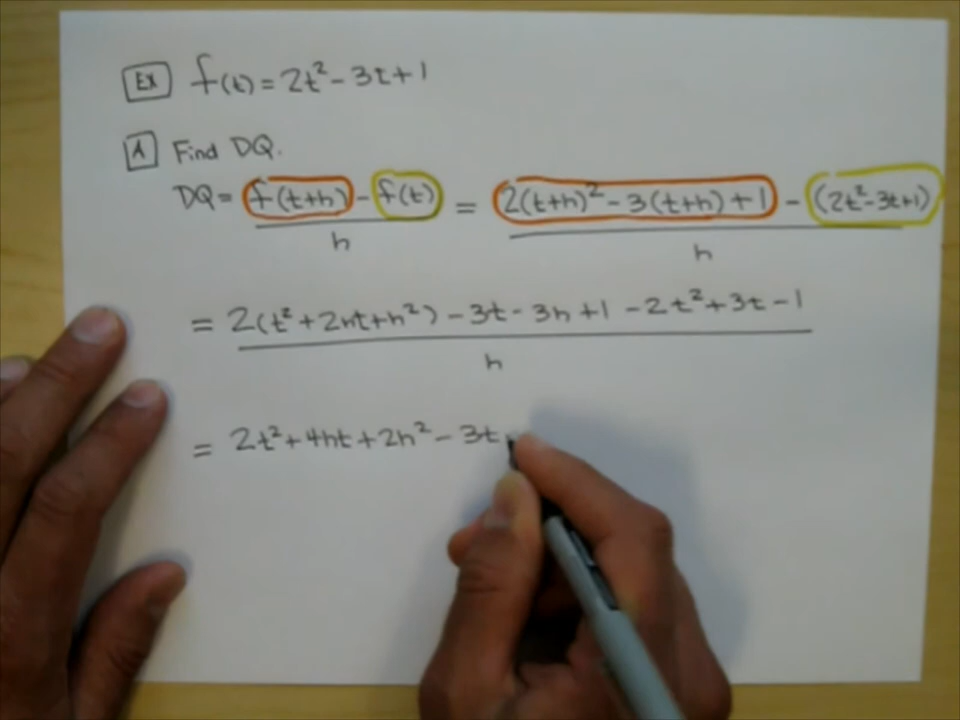 Ex f(t) = 2t² - 3t + 1
A Find DQ.
DQ = f(t+h) - f(t) = 2(t+h)² - 3(t+h) + 1 - (2t² - 3t + 1)
h h
= 2(t² + 2ht + h²) - 3t - 3h + 1 - 2t² + 3t - 1
h
= 2t² + 4ht + 2h² - 3t